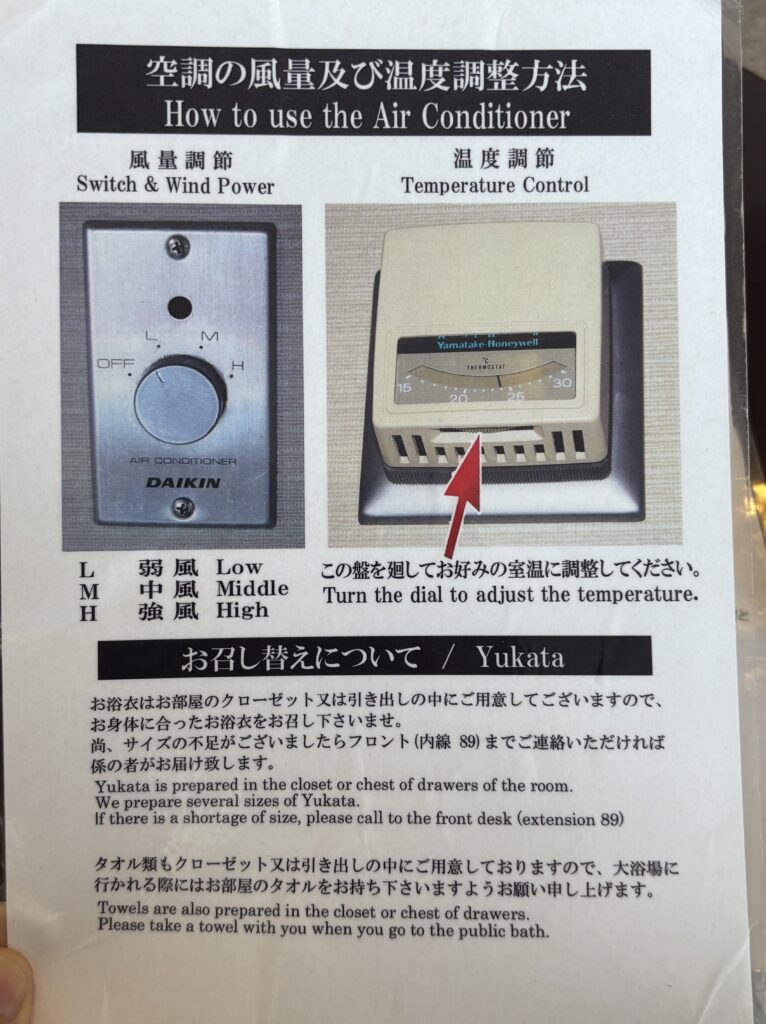 空調の風量及び温度調整方法
How to use the Air Conditioner
風量調節
Switch & Wind Power
温度調節
Temperature Control
L M
OFF H
AIR CONDITIONER
DAIKIN
Yamatake-Honeywell
°C
THERMOSTAT
15 20 25 30
L 弱風 Low
M 中風 Middle
H 強風 High
この盤を廻してお好みの室温に調整してください。
Turn the dial to adjust the temperature.
お召し替えについて / Yukata
お浴衣はお部屋のクローゼット又は引き出しの中にご用意してございますので、
お身体に合ったお浴衣をお召し下さいませ。
尚、サイズの不足がございましたらフロント(内線 89)までご連絡いただければ
係の者がお届け致します。
Yukata is prepared in the closet or chest of drawers of the room.
We prepare several sizes of Yukata.
If there is a shortage of size, please call to the front desk (extension 89)
タオル類もクローゼット又は引き出しの中にご用意しておりますので、大浴場に
行かれる際にはお部屋のタオルをお持ち下さいますようお願い申し上げます。
Towels are also prepared in the closet or chest of drawers.
Please take a towel with you when you go to the public bath.